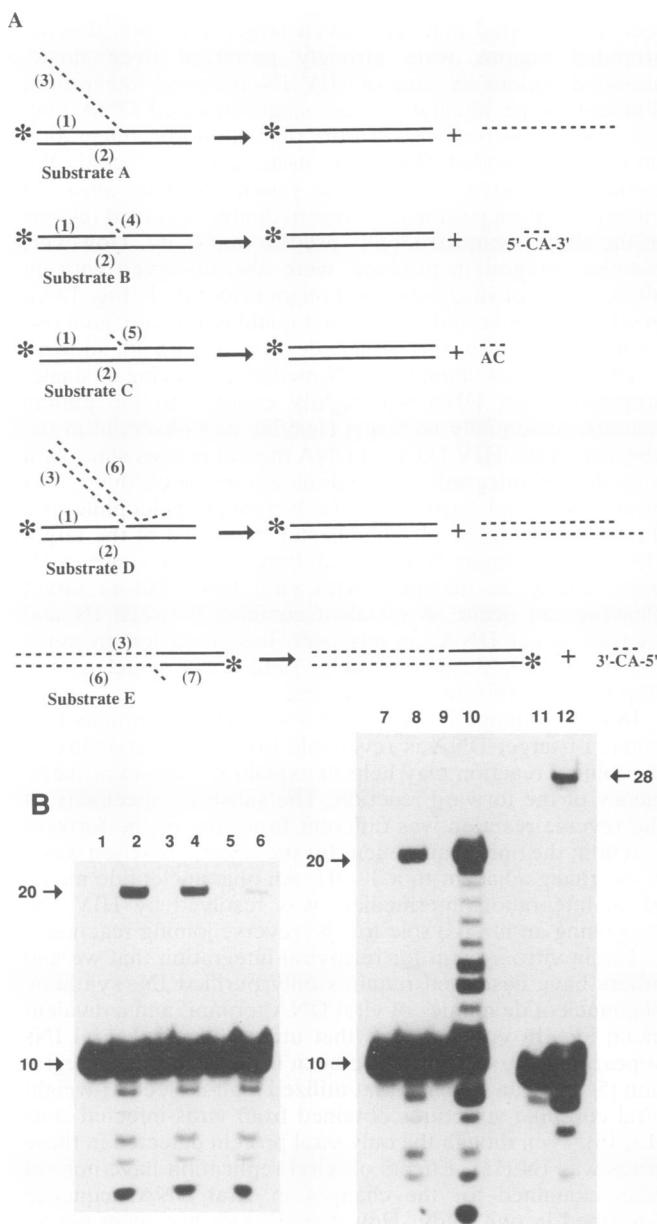 A
(3)
* (1) * +
(2)
Substrate A
(1) (4)
* * +
(2) 5'-CA-3'
Substrate B
(1) (5)
* * +
(2) AC
Substrate C
(6)
(3)
(1)
* * +
(2)
Substrate D
(3)
* * +
(6) (7) 3'-CA-5'
Substrate E
7 8 9 10 11 12
← 28
B
1 2 3 4 5 6
20 →
20 →
10 →
10 →